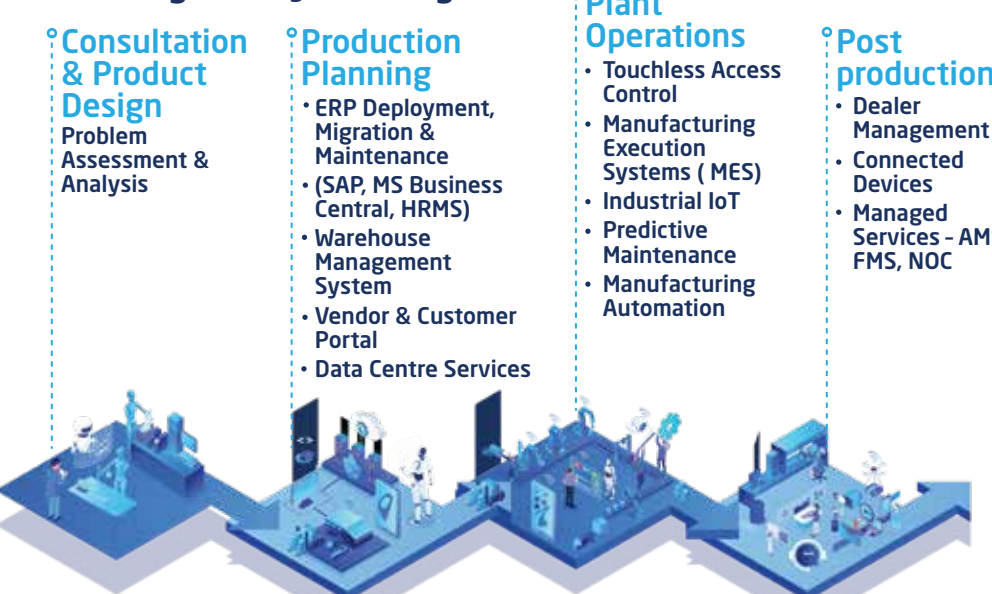 Consultation
& Product
Design
Problem
Assessment &
Analysis
Production
Planning
• ERP Deployment,
Migration &
Maintenance
• (SAP, MS Business
Central, HRMS)
• Warehouse
Management
System
• Vendor & Customer
Portal
• Data Centre Services
Plant
Operations
• Touchless Access
Control
• Manufacturing
Execution
Systems ( MES)
• Industrial IoT
• Predictive
Maintenance
• Manufacturing
Automation
Post
production
• Dealer
Management
• Connected
Devices
• Managed
Services – AM
FMS, NOC